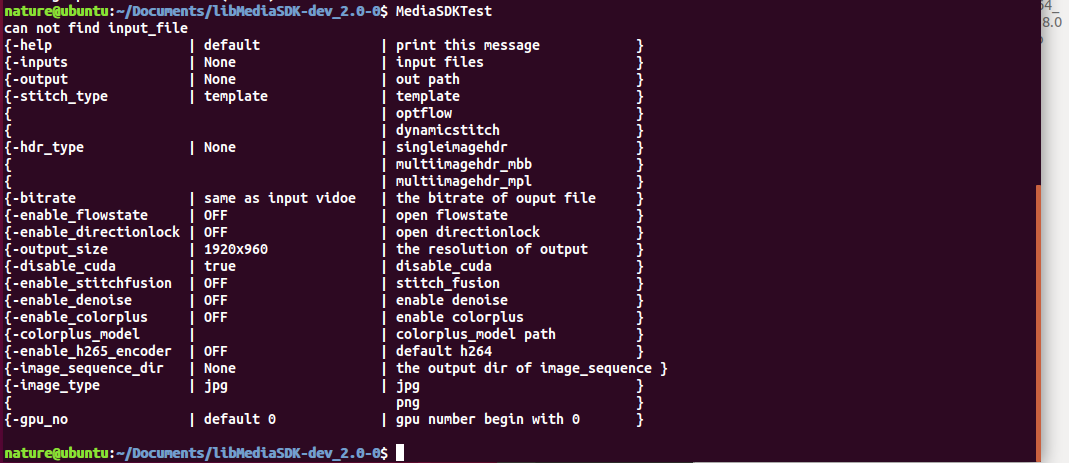 nature@ubuntu:~/Documents/libMediaSDK-dev_2.0-0$ MediaSDKTest
can not find input_file
{-help | default | print this message }
{-inputs | None | input files }
{-output | None | out path }
{-stitch_type | template | template }
{ | optflow }
{ | dynamicstitch }
{-hdr_type | None | singleimagehdr }
{ | multiimagehdr_mbb }
{ | multiimagehdr_mpl }
{-bitrate | same as input vidoe | the bitrate of ouput file }
{-enable_flowstate | OFF | open flowstate }
{-enable_directionlock | OFF | open directionlock }
{-output_size | 1920x960 | the resolution of output }
{-disable_cuda | true | disable_cuda }
{-enable_stitchfusion | OFF | stitch_fusion }
{-enable_denoise | OFF | enable denoise }
{-enable_colorplus | OFF | enable colorplus }
{-colorplus_model | | colorplus_model path }
{-enable_h265_encoder | OFF | default h264 }
{-image_sequence_dir | None | the output dir of image_sequence }
{-image_type | jpg | jpg }
{ png }
{-gpu_no | default 0 | gpu number begin with 0 }
nature@ubuntu:~/Documents/libMediaSDK-dev_2.0-0$
64_
8.0